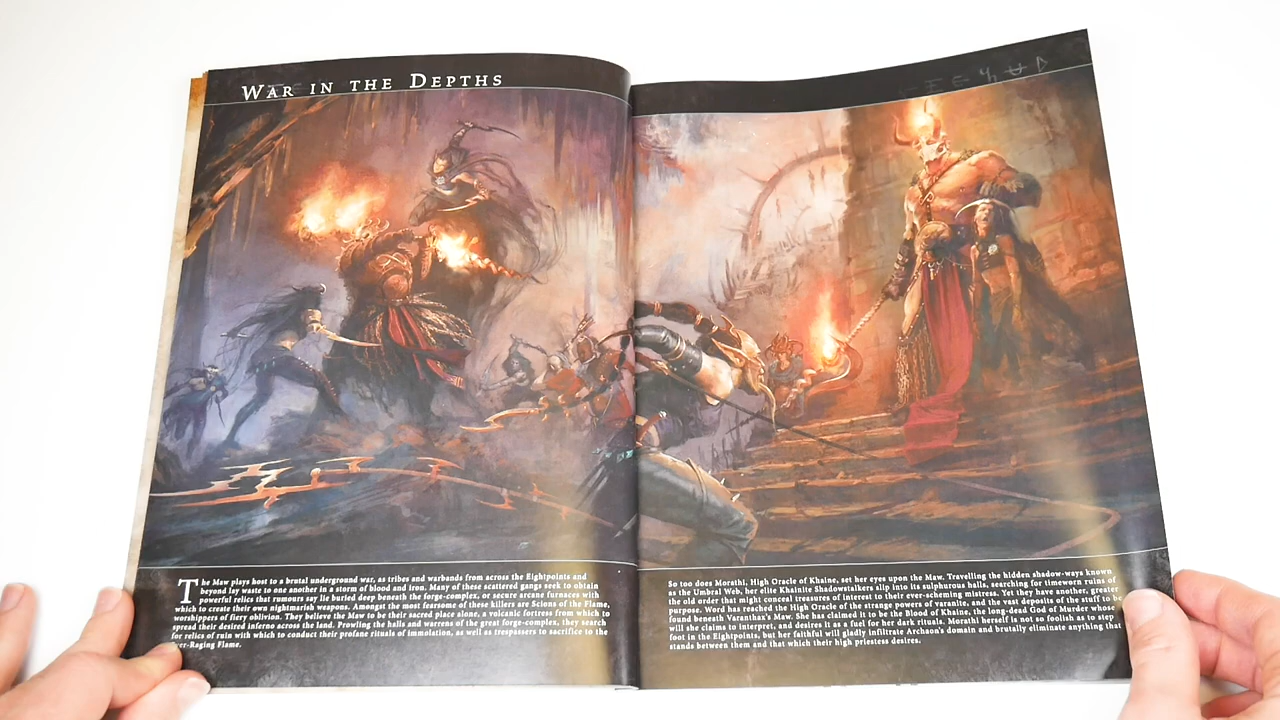 WAR IN THE DEPTHS
The Maw plays host to a brutal underground war, as tribes and warbands from across the Eightpoints and
beyond lay waste to one another in a storm of blood and iron. Many of these scattered gangs seek to obtain
powerful relics that rumours say lie buried deep beneath the forge-complex, or secure arcane furnaces with
which to create their own nightmarish weapons. Amongst the most fearsome of these killers are Scions of the Flame,
worshippers of fiery oblivion. They believe the Maw to be their sacred place alone, a volcanic fortress from which to
spread their desired inferno across the land. Prowling the halls and warrens of the great forge-complex, they search
for relics of ruin with which to conduct their profane rituals of immolation, as well as trespassers to sacrifice to the
Ever-Raging Flame.
So too does Morathi, High Oracle of Khaine, set her eyes upon the Maw. Travelling the hidden shadow-ways known
as the Umbral Web, her elite Khainite Shadowstalkers slip into its sulphurous halls, searching for timeworn ruins of
the old order that might conceal treasures of interest to their ever-scheming mistress. Yet they have another, greater
purpose. Word has reached the High Oracle of the strange powers of varanite, and the vast deposits of the stuff to be
found beneath Varanthax's Maw. She has claimed it to be the Blood of Khaine, the long-dead God of Murder whose
will she claims to interpret, and desires it as a fuel for her dark rituals. Morathi herself is not so foolish as to step
foot in the Eightpoints, but her faithful will gladly infiltrate Archaon's domain and brutally eliminate anything that
stands between them and that which their high priestess desires.